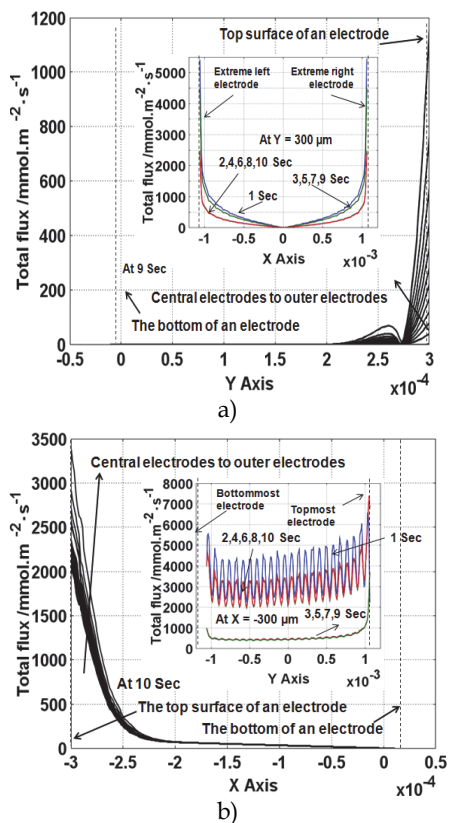 a)
1200
1000
800
600
400
200
0
Total flux /mmol.m⁻²·s⁻¹
Top surface of an electrode
5000
4000
3000
2000
1000
0
Total flux /mmol.m⁻²·s⁻¹
Extreme left
electrode
Extreme right
electrode
At Y = 300 µm
2,4,6,8,10 Sec
3,5,7,9 Sec
1 Sec
-1 -0.5 0 0.5 1
X Axis
×10⁻³
At 9 Sec
Central electrodes to outer electrodes
The bottom of an electrode
-0.5 0 0.5 1 1.5 2 2.5 3
Y Axis
×10⁻⁴
a)
b)
3500
3000
2500
2000
1500
1000
500
0
Total flux /mmol.m⁻²·s⁻¹
Central electrodes to outer electrodes
8000
7000
6000
5000
4000
3000
2000
1000
0
Total flux /mmol.m⁻²·s⁻¹
Bottommost
electrode
Topmost
electrode
2,4,6,8,10 Sec
1 Sec
At X = -300 µm
3,5,7,9 Sec
-1 -0.5 0 0.5 1
Y Axis
×10⁻³
At 10 Sec
The top surface of an electrode
The bottom of an electrode
-3 -2.5 -2 -1.5 -1 -0.5 0 0.5
X Axis
×10⁻⁴
b)